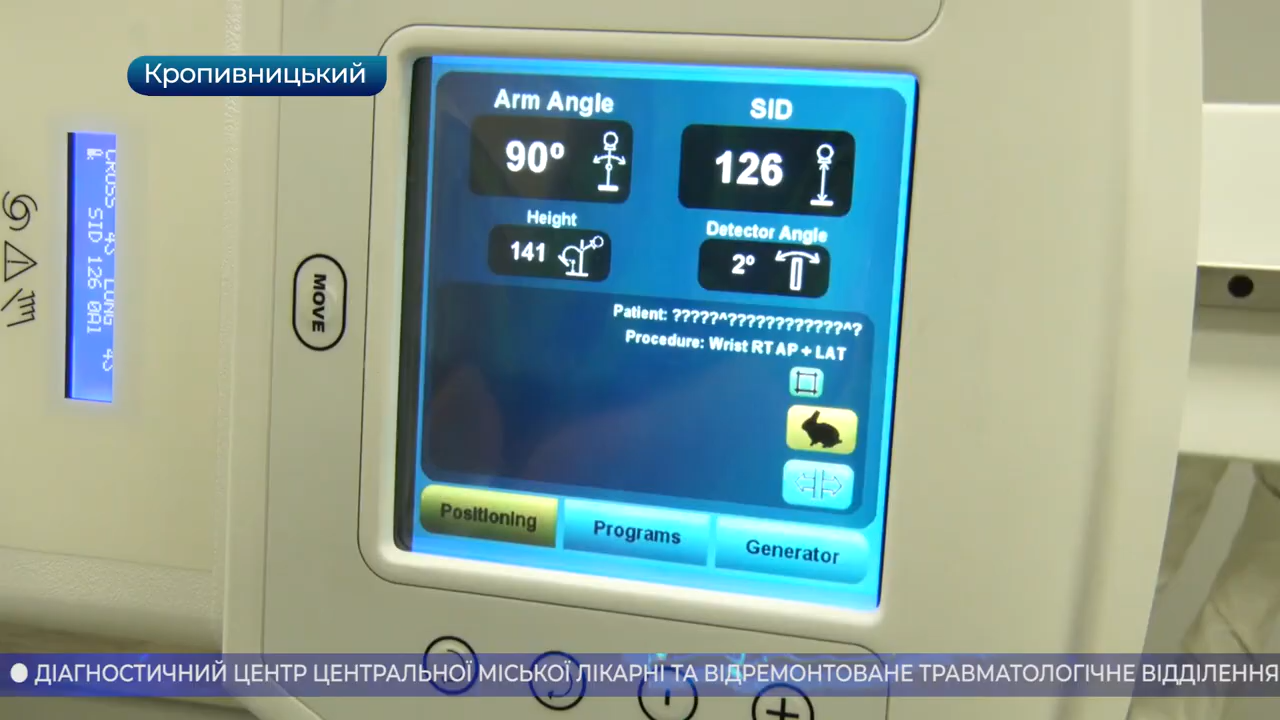 Кропивницький
Arm Angle
90º
SID
126
Height
141
Detector Angle
2º
Patient: ?????^????????????^?
Procedure: Wrist RT AP + LAT
Positioning
Programs
Generator
MOVE
LUNG
SID 126
● ДІАГНОСТИЧНИЙ ЦЕНТР ЦЕНТРАЛЬНОЇ МІСЬКОЇ ЛІКАРНІ ТА ВІДРЕМОНТОВАНЕ ТРАВМАТОЛОГІЧНЕ ВІДДІЛЕННЯ